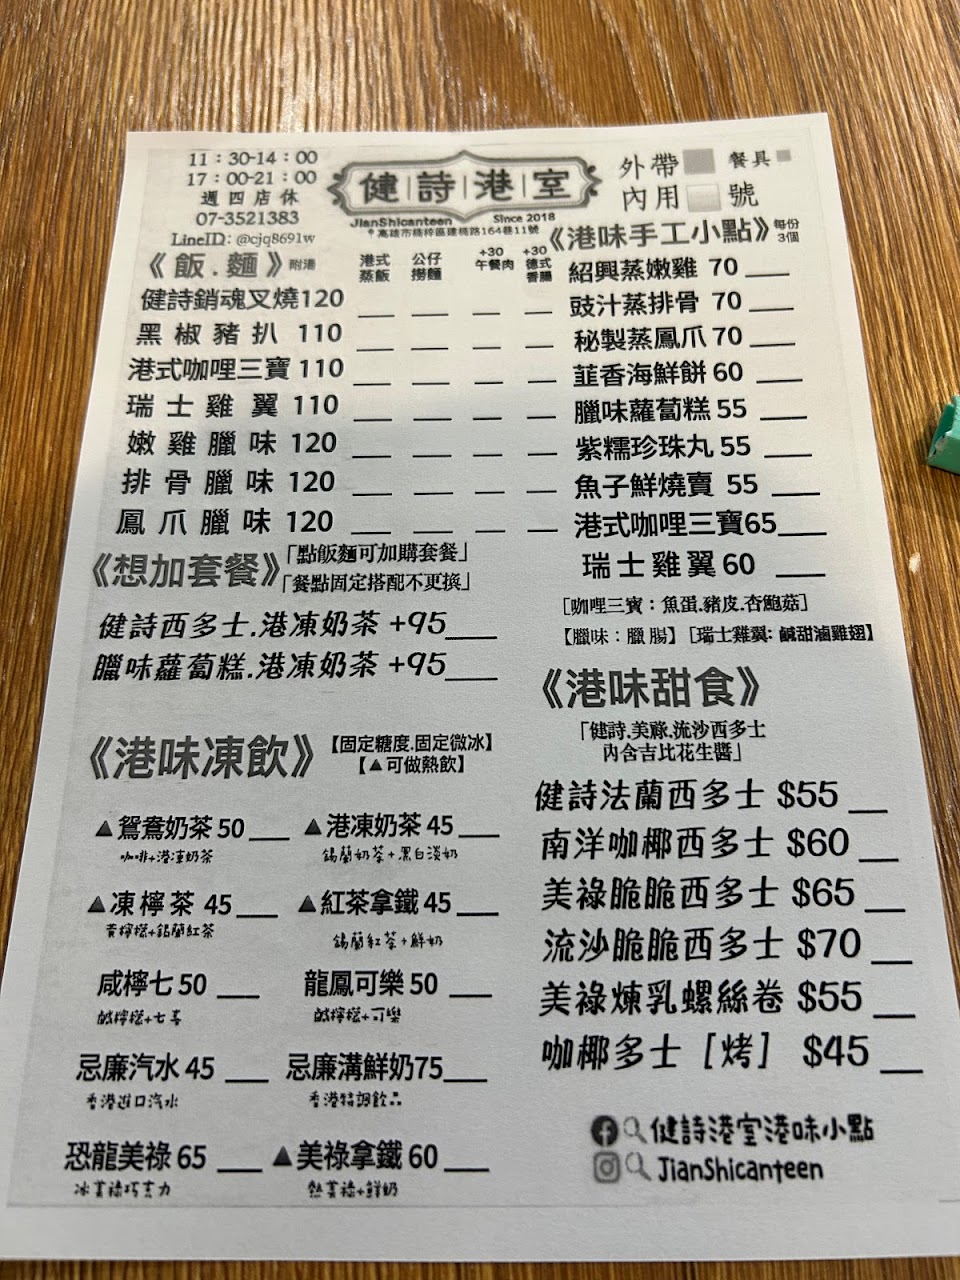 11：30-14：00
17：00-21：00
週四店休
07-3521383
LineID: @cjq8691w
健詩港室
JianShicanteen Since 2018
高雄市楠梓區建楠路164巷11號
外帶 餐具
內用 號
《飯.麵》附湯 港式蒸飯 公仔撈麵 +30午餐肉 +30德式香腸
健詩銷魂叉燒120
黑椒豬扒 110
港式咖哩三寶 110
瑞士雞翼 110
嫩雞臘味 120
排骨臘味 120
鳳爪臘味 120
《想加套餐》「點飯麵可加購套餐」
「餐點固定搭配不更換」
健詩西多士.港凍奶茶 +95
臘味蘿蔔糕.港凍奶茶 +95
《港味凍飲》【固定糖度.固定微冰】
【▲可做熱飲】
▲鴛鴦奶茶 50
咖啡+港凍奶茶
▲港凍奶茶 45
錫蘭奶茶+黑白淡奶
▲凍檸茶 45
黃檸檬+錫蘭紅茶
▲紅茶拿鐵 45
錫蘭紅茶+鮮奶
咸檸七 50
鹹檸檬+七喜
龍鳳可樂 50
鹹檸檬+可樂
忌廉汽水 45
香港進口汽水
忌廉溝鮮奶75
香港特調飲品
恐龍美祿 65
冰美祿巧克力
▲美祿拿鐵 60
熱美祿+鮮奶
《港味手工小點》每份3個
紹興蒸嫩雞 70
豉汁蒸排骨 70
秘製蒸鳳爪 70
韮香海鮮餅 60
臘味蘿蔔糕 55
紫糯珍珠丸 55
魚子鮮燒賣 55
港式咖哩三寶65
瑞士雞翼 60
［咖哩三寶：魚蛋.豬皮.杏鮑菇］
【臘味：臘腸】［瑞士雞翼: 鹹甜滷雞翅】
《港味甜食》
「健詩.美祿.流沙西多士
內含吉比花生醬」
健詩法蘭西多士 $55
南洋咖椰西多士 $60
美祿脆脆西多士 $65
流沙脆脆西多士 $70
美祿煉乳螺絲卷 $55
咖椰多士［烤］ $45
健詩港室港味小點
JianShicanteen